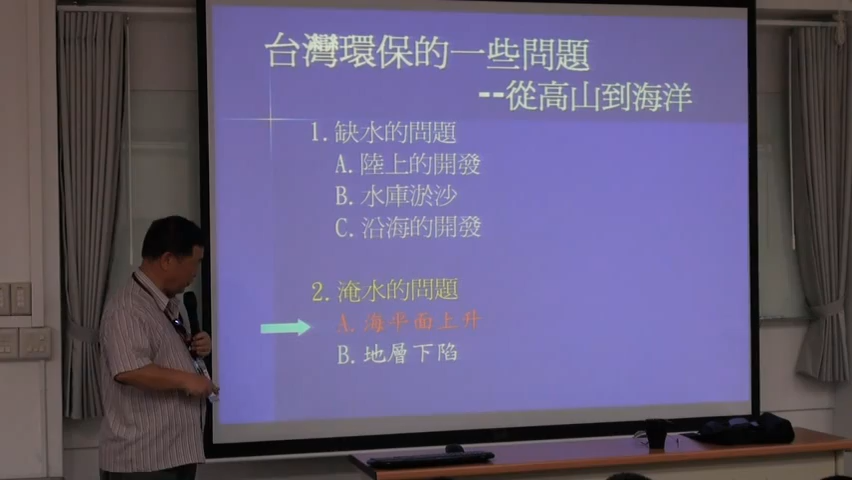 台灣環保的一些問題
--從高山到海洋
1.缺水的問題
A.陸上的開發
B.水庫淤沙
C.沿海的開發
2.淹水的問題
A.海平面上升
B.地層下陷